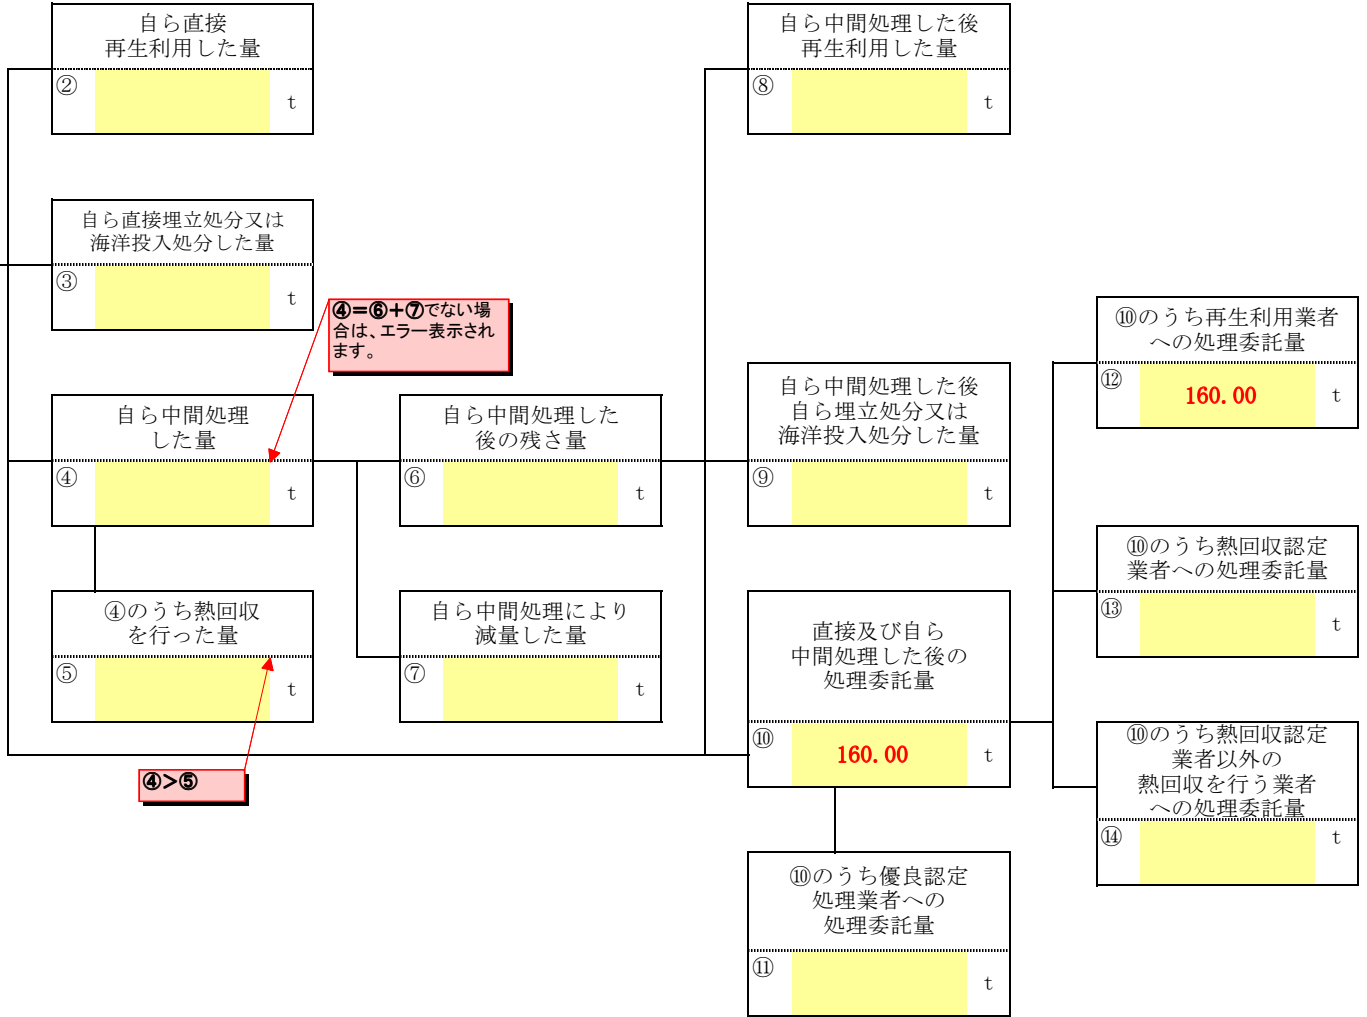 自ら直接
再生利用した量
②
t
自ら直接埋立処分又は
海洋投入処分した量
③
t
④＝⑥＋⑦でない場
合は、エラー表示され
ます。
自ら中間処理
した量
④
t
④のうち熱回収
を行った量
⑤
t
④＞⑤
自ら中間処理した
後の残さ量
⑥
t
自ら中間処理により
減量した量
⑦
t
自ら中間処理した後
再生利用した量
⑧
t
自ら中間処理した後
自ら埋立処分又は
海洋投入処分した量
⑨
t
直接及び自ら
中間処理した後の
処理委託量
⑩
160.00
t
⑩のうち優良認定
処理業者への
処理委託量
⑪
t
⑩のうち再生利用業者
への処理委託量
⑫
160.00
t
⑩のうち熱回収認定
業者への処理委託量
⑬
t
⑩のうち熱回収認定
業者以外の
熱回収を行う業者
への処理委託量
⑭
t